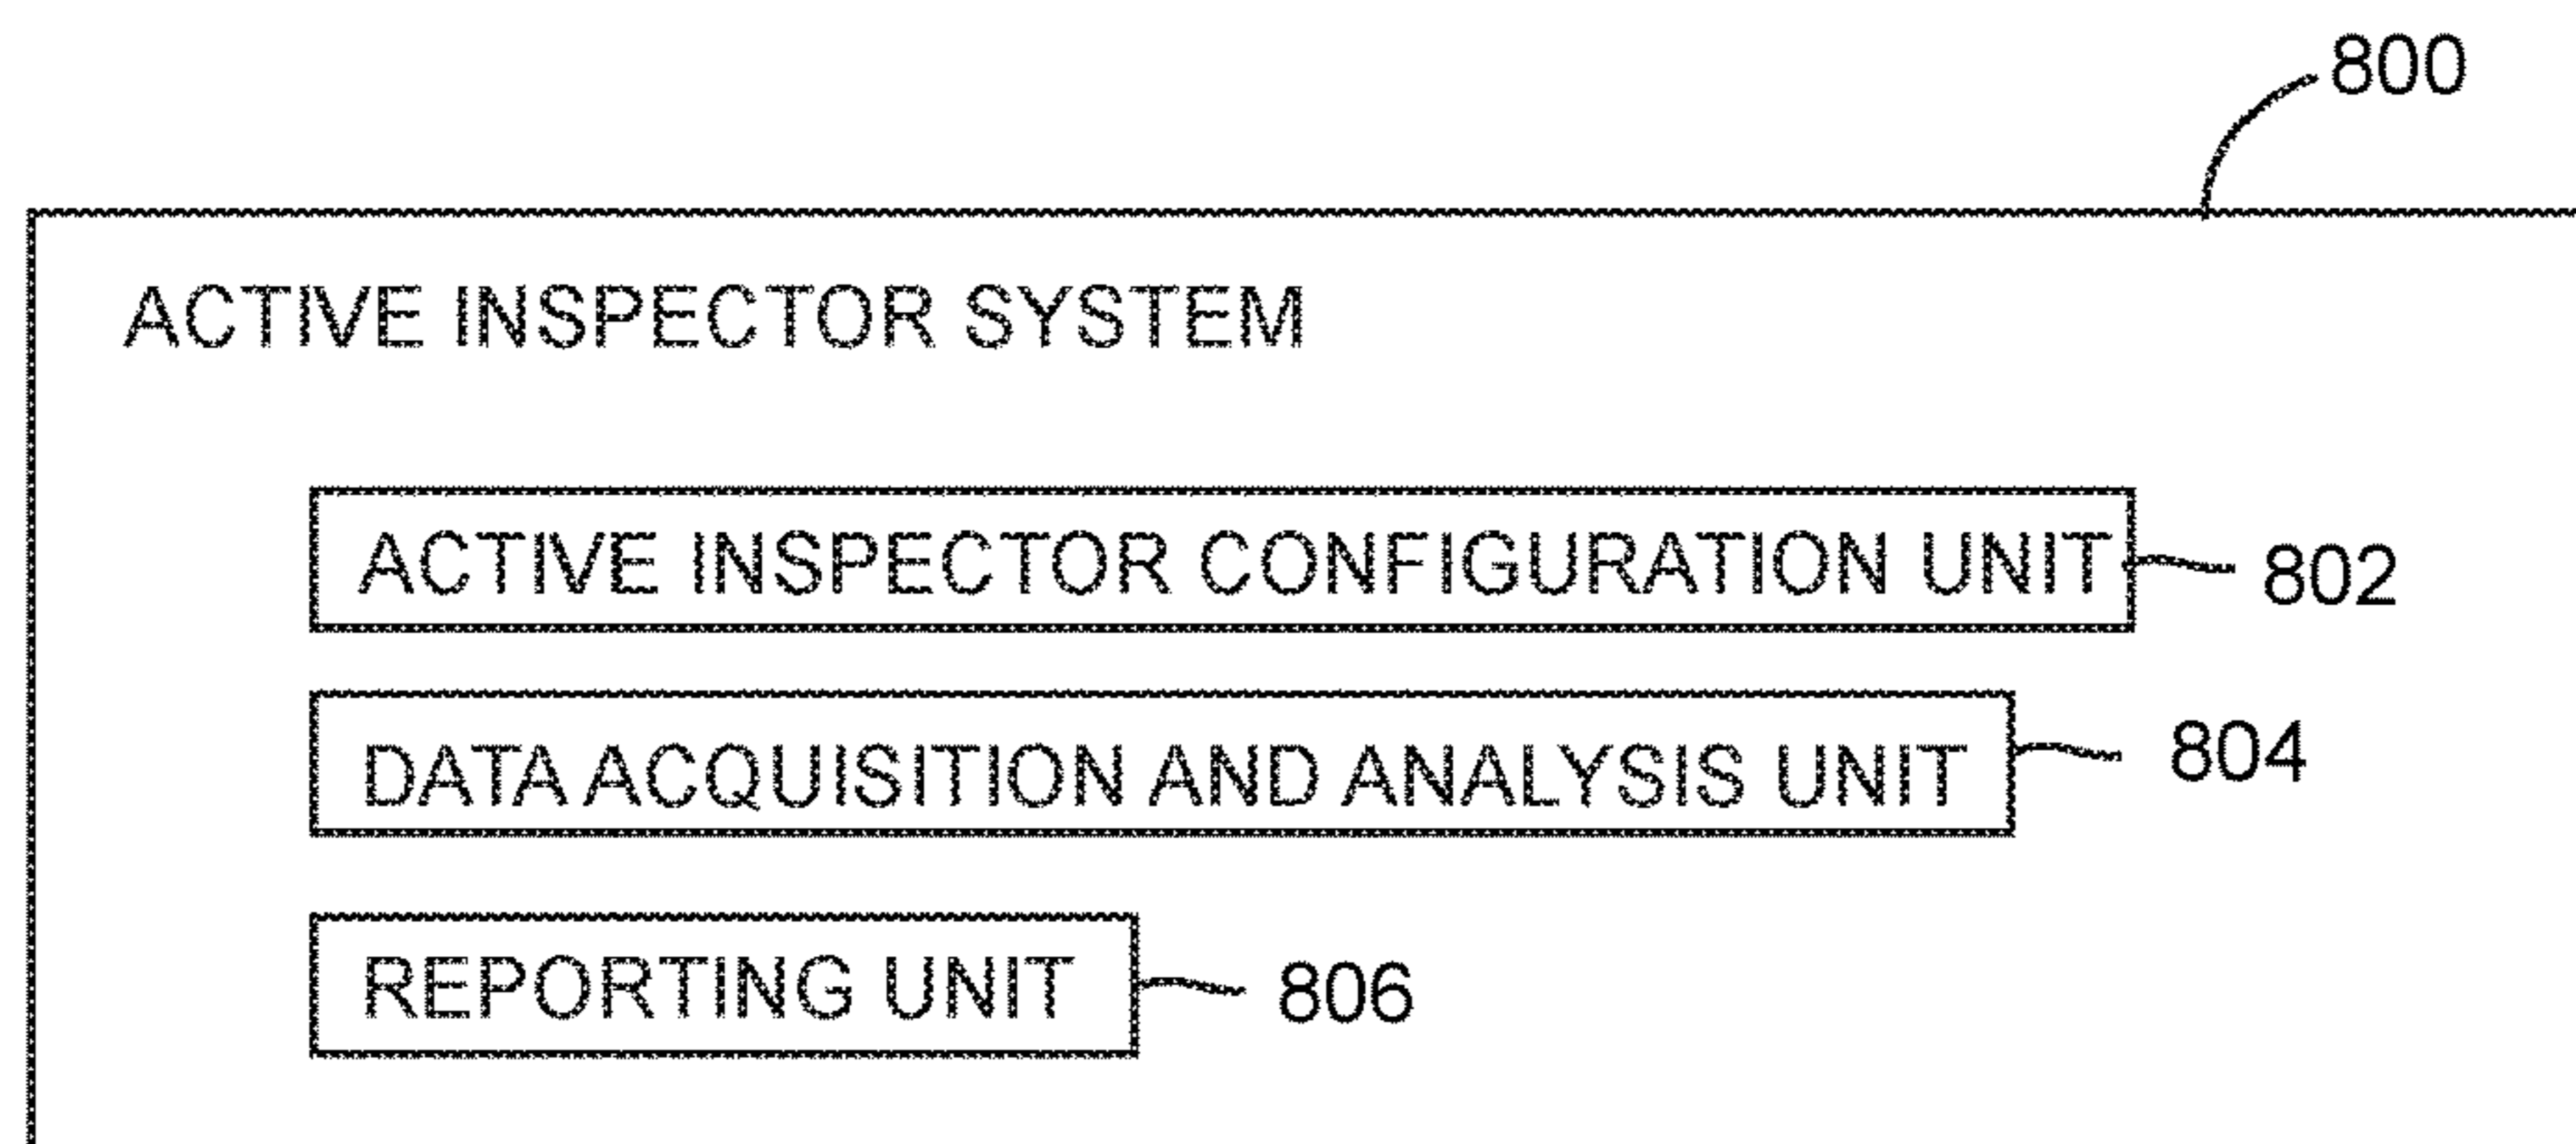 800
ACTIVE INSPECTOR SYSTEM
ACTIVE INSPECTOR CONFIGURATION UNIT 802
DATA ACQUISITION AND ANALYSIS UNIT 804
REPORTING UNIT 806